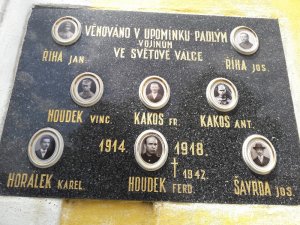 VĚNOVÁNO V UPOMÍNKU PADLÝM
VOJÍNŮM
VE SVĚTOVÉ VÁLCE
ŘÍHA JAN.
ŘÍHA JOS.
HOUDEK VINC.
KAKOS FR.
KAKOS ANT.
1914. 1918.
† 1942.
HORÁLEK KAREL.
HOUDEK FERD.
ŠAVRDA JOS.